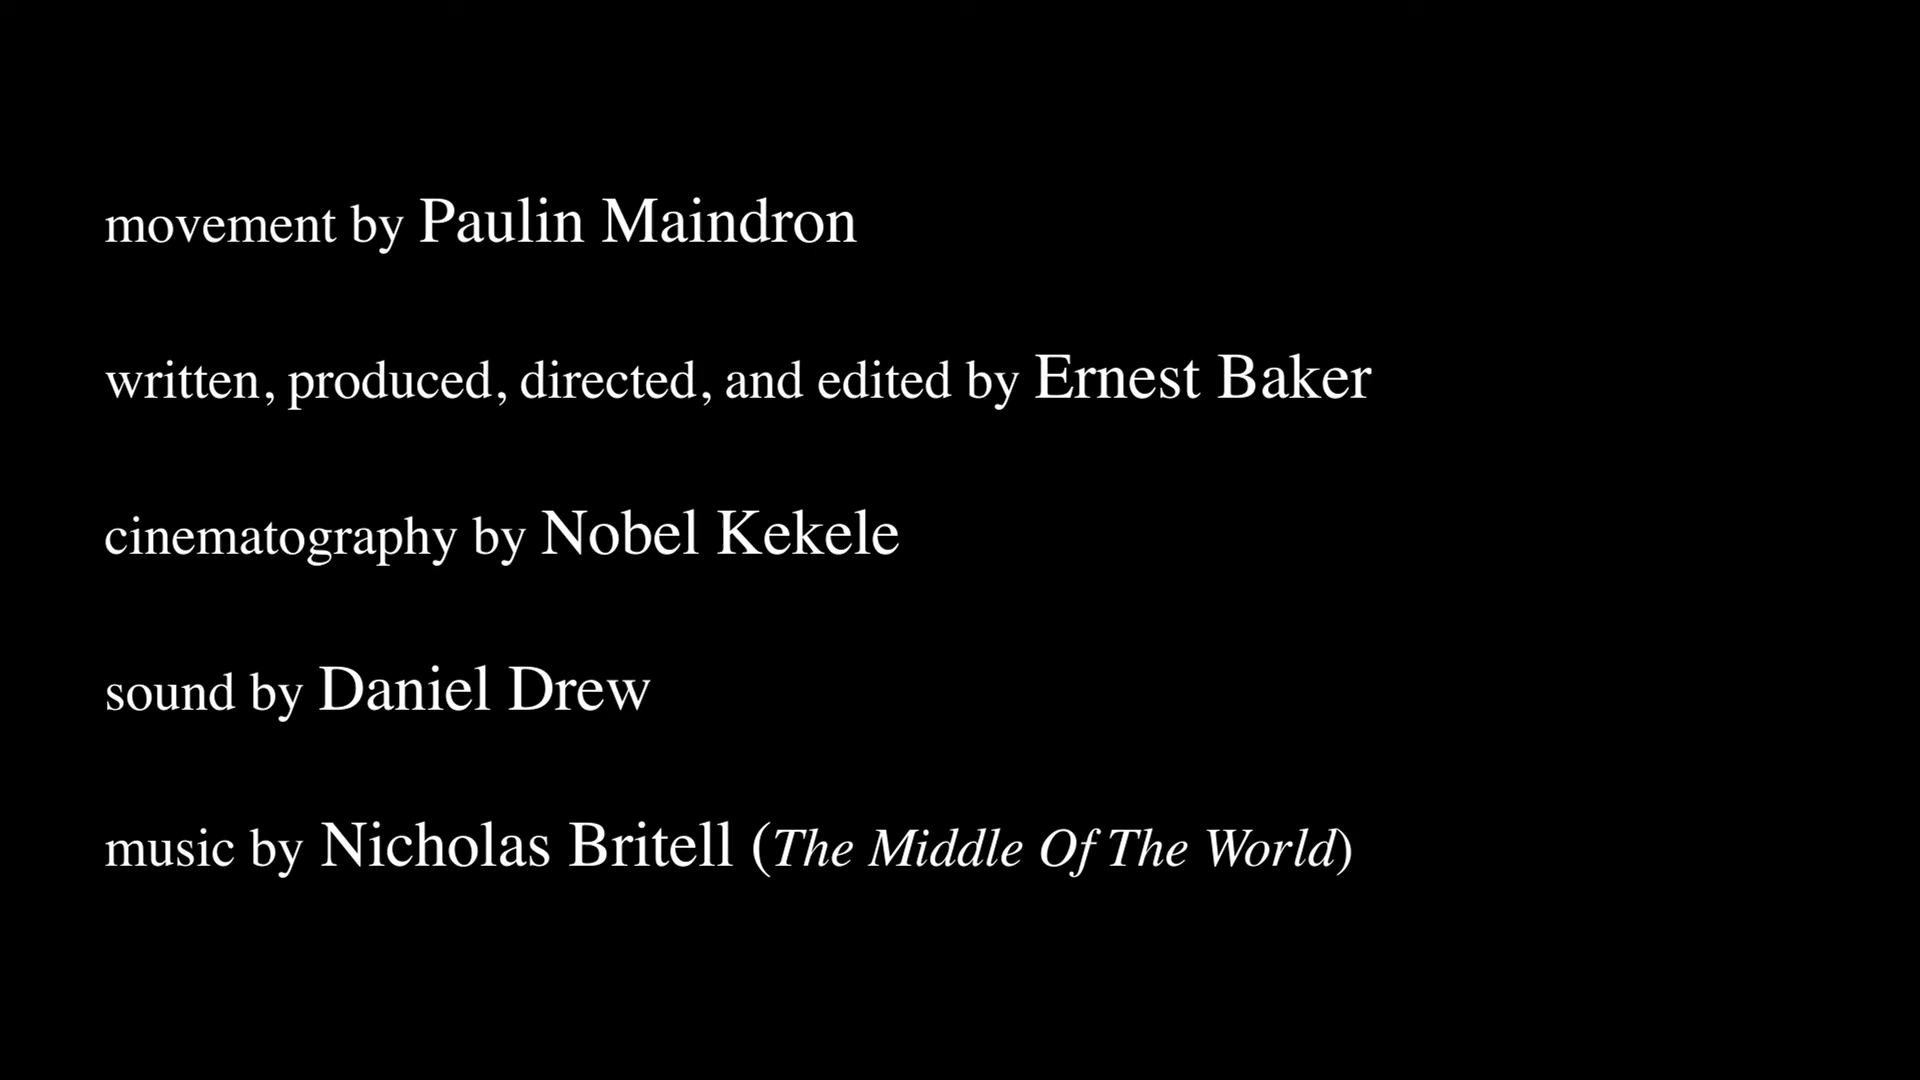 movement by Paulin Maindron
written, produced, directed, and edited by Ernest Baker
cinematography by Nobel Kekele
sound by Daniel Drew
music by Nicholas Britell (The Middle Of The World)